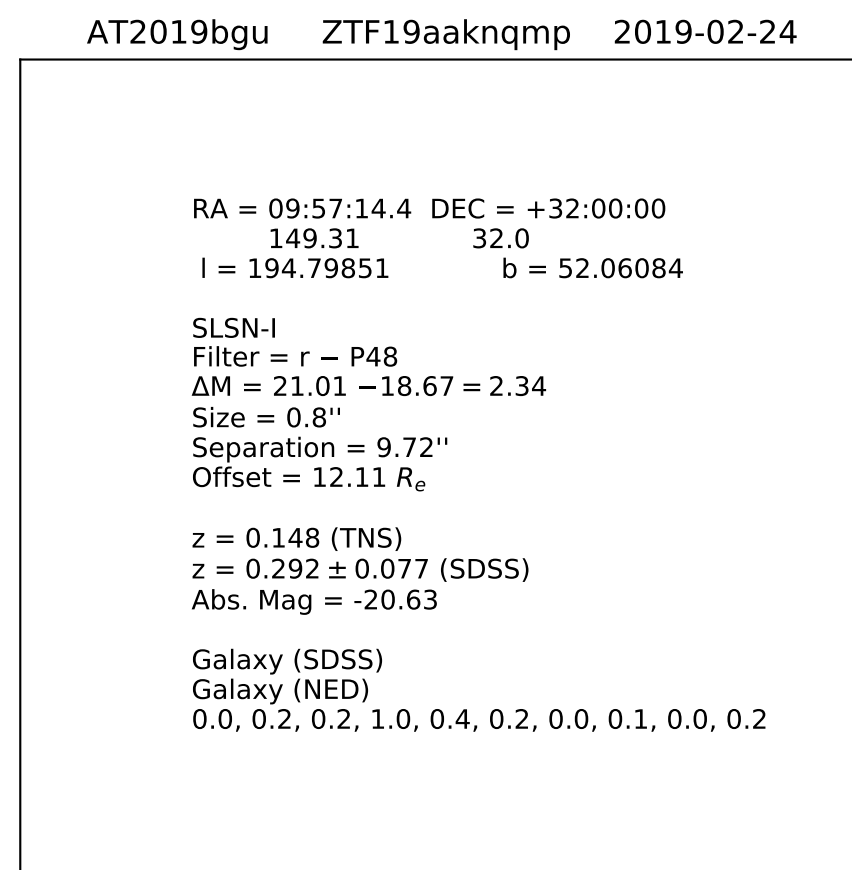 AT2019bgu ZTF19aaknqmp 2019-02-24
RA = 09:57:14.4 DEC = +32:00:00
149.31 32.0
l = 194.79851 b = 52.06084
SLSN-I
Filter = r − P48
ΔM = 21.01 −18.67 = 2.34
Size = 0.8''
Separation = 9.72''
Offset = 12.11 Rₑ
z = 0.148 (TNS)
z = 0.292 ± 0.077 (SDSS)
Abs. Mag = -20.63
Galaxy (SDSS)
Galaxy (NED)
0.0, 0.2, 0.2, 1.0, 0.4, 0.2, 0.0, 0.1, 0.0, 0.2